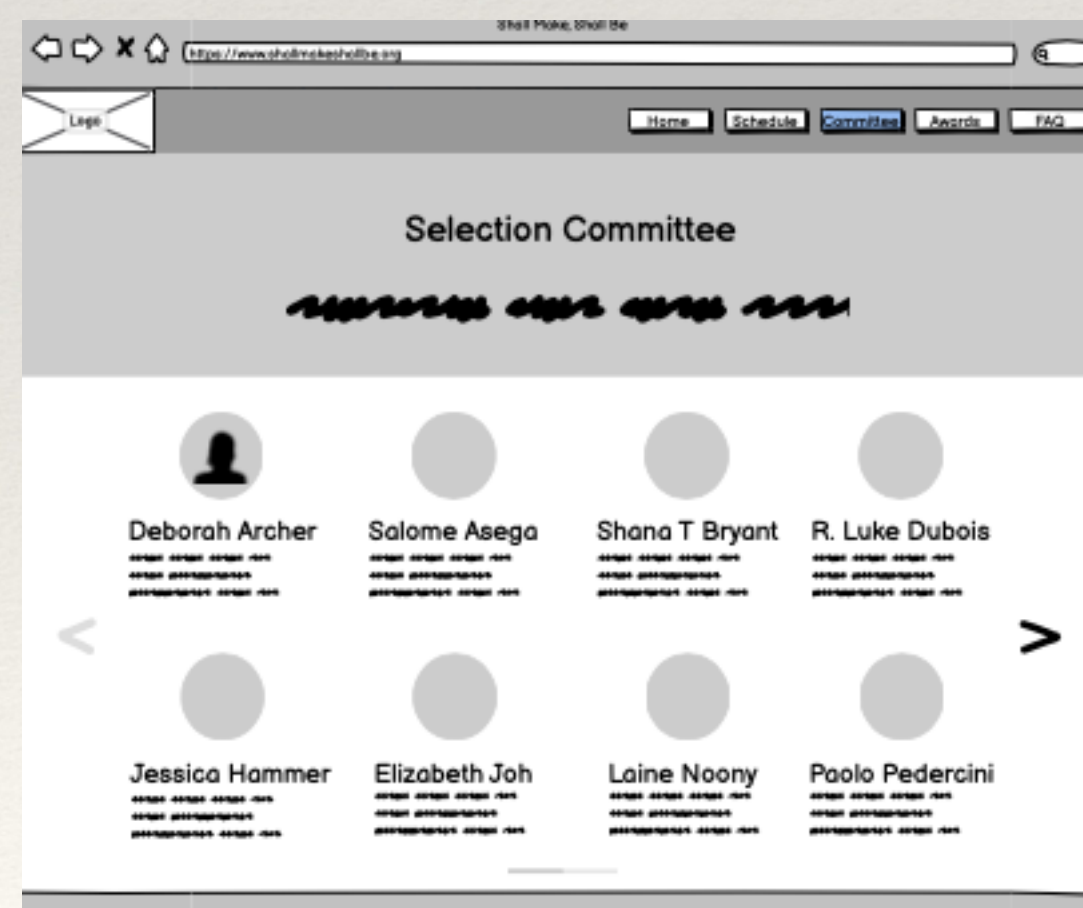 Shall Make, Shall Be
https://www.shallmakeshallbe.org
Logo
Home Schedule Committee Awards FAQ
Selection Committee
Deborah Archer Salome Asega Shana T Bryant R. Luke Dubois
< >
Jessica Hammer Elizabeth Joh Laine Noony Paolo Pedercini